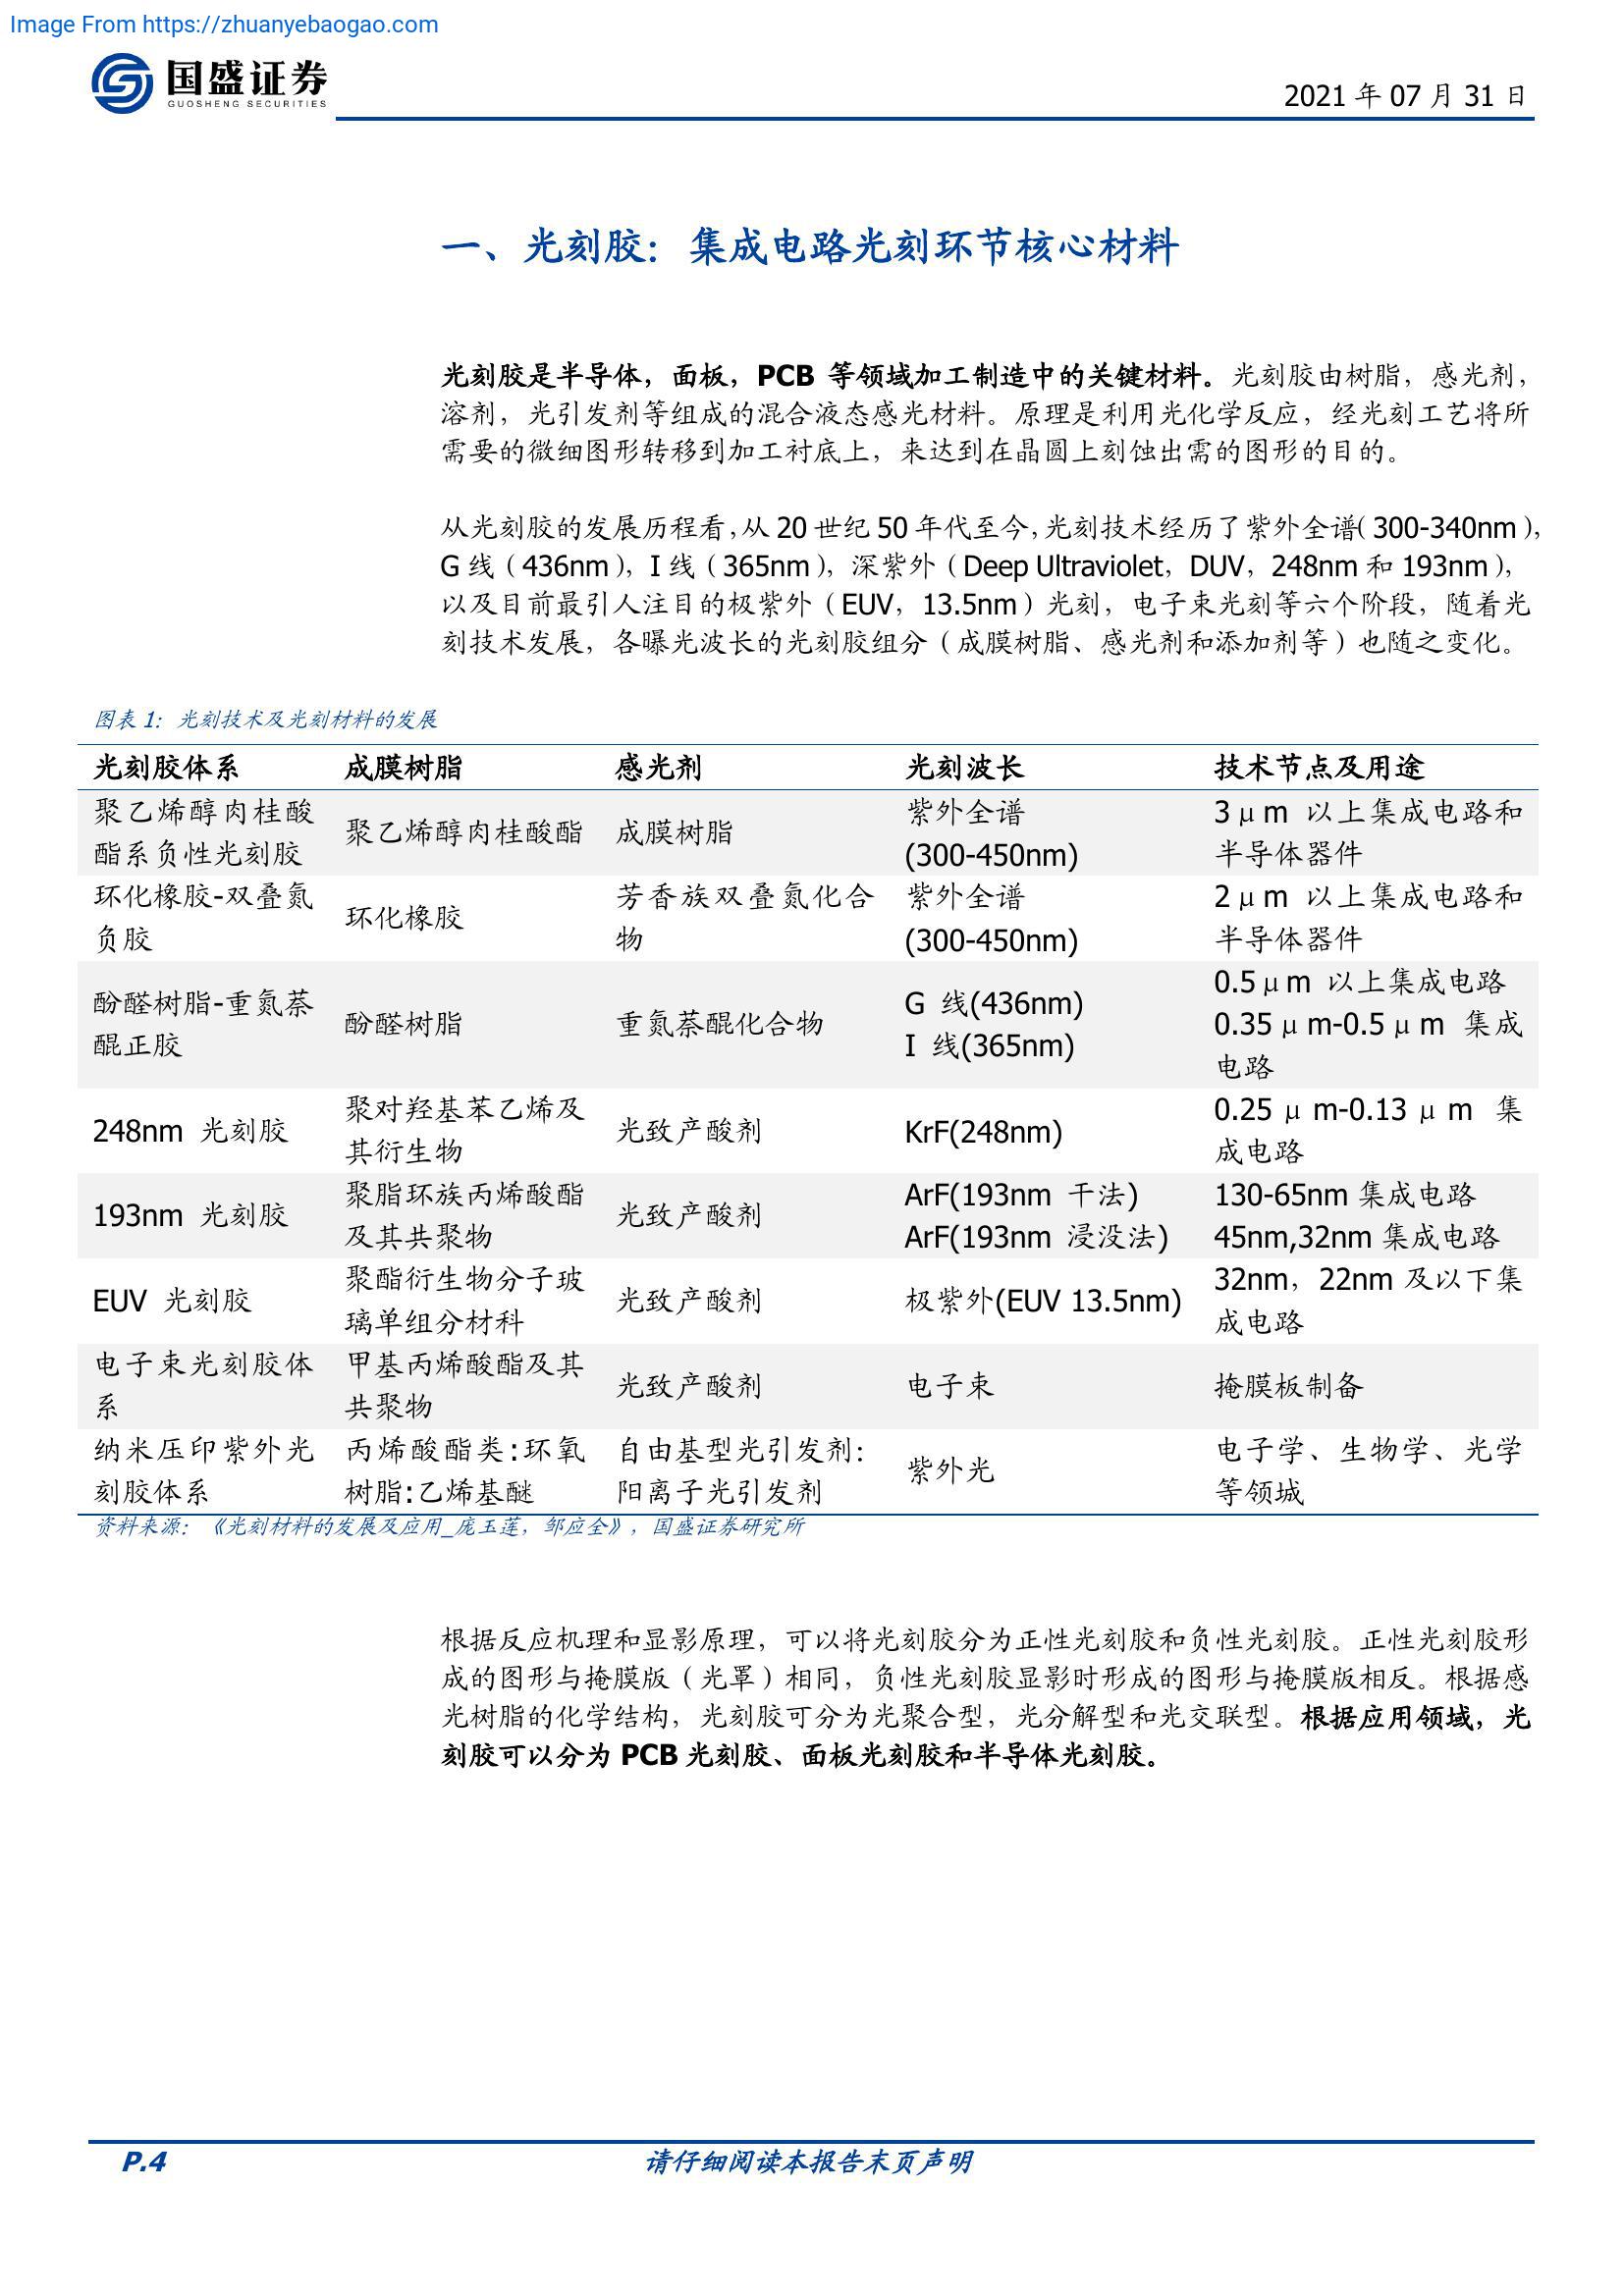 Image From https://zhuanyebaogao.com
国盛证券
GUOSHENG SECURITIES
2021 年 07 月 31 日
一、光刻胶：集成电路光刻环节核心材料
光刻胶是半导体，面板，PCB 等领域加工制造中的关键材料。光刻胶由树脂，感光剂，
溶剂，光引发剂等组成的混合液态感光材料。原理是利用光化学反应，经光刻工艺将所
需要的微细图形转移到加工衬底上，来达到在晶圆上刻蚀出需的图形的目的。
从光刻胶的发展历程看，从 20 世纪 50 年代至今，光刻技术经历了紫外全谱（300-340nm），
G 线（436nm），I 线（365nm），深紫外（Deep Ultraviolet，DUV，248nm 和 193nm），
以及目前最引人注目的极紫外（EUV，13.5nm）光刻，电子束光刻等六个阶段，随着光
刻技术发展，各曝光波长的光刻胶组分（成膜树脂、感光剂和添加剂等）也随之变化。
图表 1：光刻技术及光刻材料的发展
光刻胶体系 成膜树脂 感光剂 光刻波长 技术节点及用途
聚乙烯醇肉桂酸
酯系负性光刻胶
聚乙烯醇肉桂酸酯
成膜树脂
紫外全谱
(300-450nm)
3μm 以上集成电路和
半导体器件
环化橡胶-双叠氮
负胶
环化橡胶
芳香族双叠氮化合
物
紫外全谱
(300-450nm)
2μm 以上集成电路和
半导体器件
酚醛树脂-重氮萘
醌正胶
酚醛树脂
重氮萘醌化合物
G 线(436nm)
I 线(365nm)
0.5μm 以上集成电路
0.35μm-0.5μm 集成
电路
248nm 光刻胶
聚对羟基苯乙烯及
其衍生物
光致产酸剂
KrF(248nm)
0.25μm-0.13μm 集
成电路
193nm 光刻胶
聚脂环族丙烯酸酯
及其共聚物
光致产酸剂
ArF(193nm 干法)
ArF(193nm 浸没法)
130-65nm 集成电路
45nm,32nm 集成电路
EUV 光刻胶
聚酯衍生物分子玻
璃单组分材科
光致产酸剂
极紫外(EUV 13.5nm)
32nm，22nm 及以下集
成电路
电子束光刻胶体
系
甲基丙烯酸酯及其
共聚物
光致产酸剂
电子束
掩膜板制备
纳米压印紫外光
刻胶体系
丙烯酸酯类:环氧
树脂:乙烯基醚
自由基型光引发剂:
阳离子光引发剂
紫外光
电子学、生物学、光学
等领城
资料来源：《光刻材料的发展及应用_庞玉莲，邹应全》，国盛证券研究所
根据反应机理和显影原理，可以将光刻胶分为正性光刻胶和负性光刻胶。正性光刻胶形
成的图形与掩膜版（光罩）相同，负性光刻胶显影时形成的图形与掩膜版相反。根据感
光树脂的化学结构，光刻胶可分为光聚合型，光分解型和光交联型。根据应用领域，光
刻胶可以分为 PCB 光刻胶、面板光刻胶和半导体光刻胶。
P.4
请仔细阅读本报告末页声明